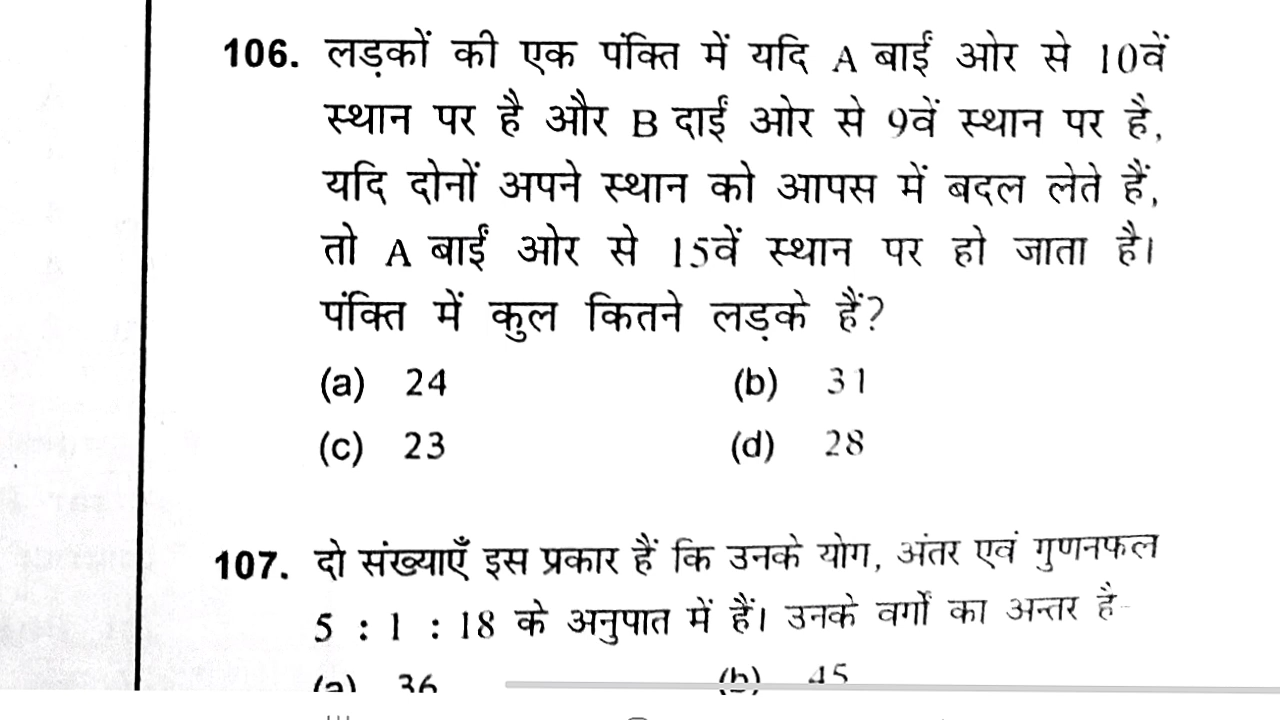 106. लड़कों की एक पंक्ति में यदि A बाईं ओर से 10वें
स्थान पर है और B दाईं ओर से 9वें स्थान पर है,
यदि दोनों अपने स्थान को आपस में बदल लेते हैं,
तो A बाईं ओर से 15वें स्थान पर हो जाता है।
पंक्ति में कुल कितने लड़के हैं?
(a) 24 (b) 31
(c) 23 (d) 28
107. दो संख्याएँ इस प्रकार हैं कि उनके योग, अंतर एवं गुणनफल
5 : 1 : 18 के अनुपात में हैं। उनके वर्गों का अन्तर है-
(a) 36 (b) 45